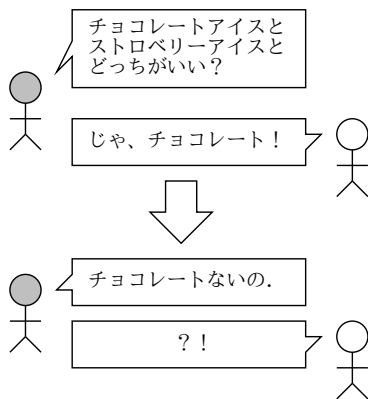 チョコレートアイスと
ストロベリーアイスと
どっちがいい？
じゃ、チョコレート！
チョコレートないの．
？！